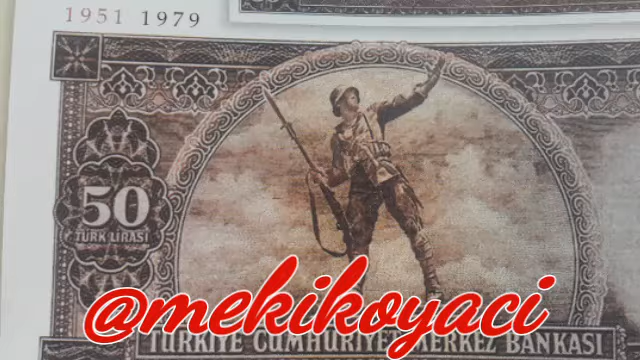 1951 1979
50
TÜRK LİRASI
@mekikoyaci
TÜRKİYE CUMHURİYET MERKEZ BANKASI